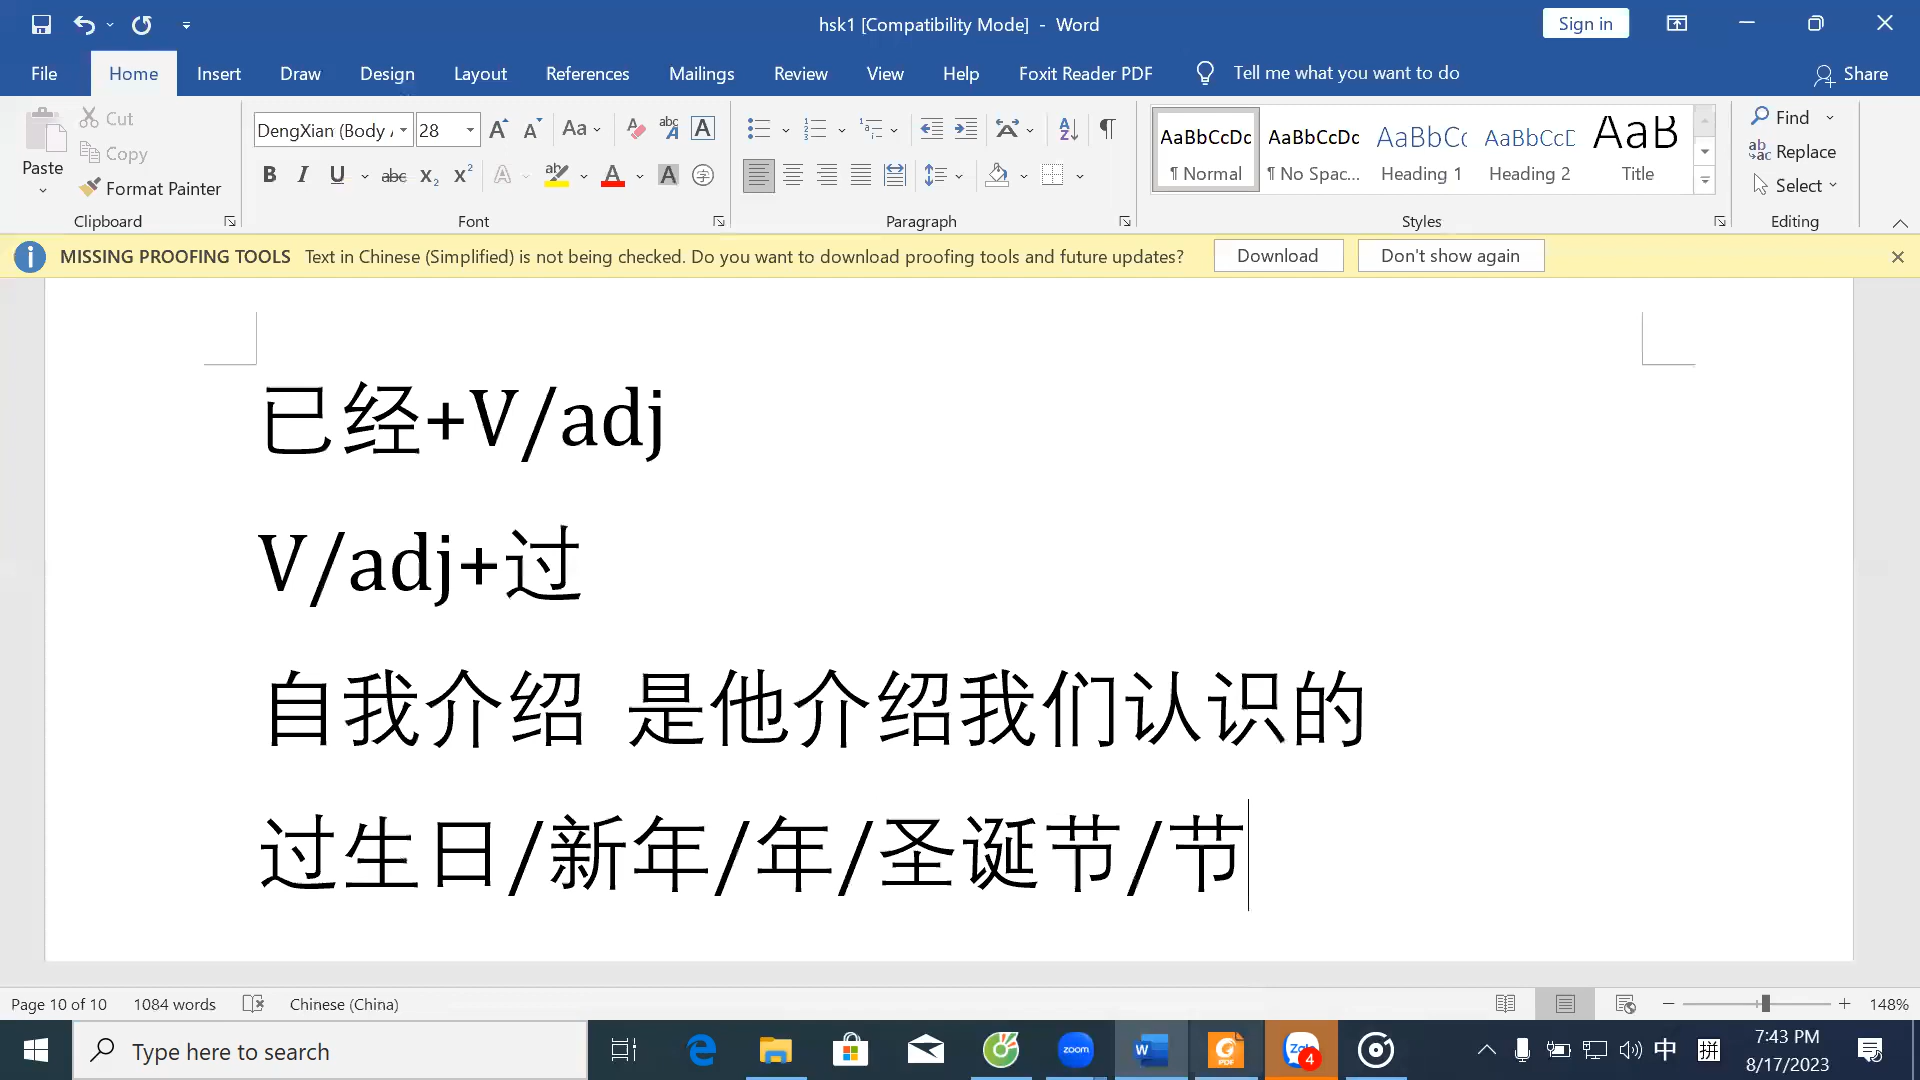 hsk1 [Compatibility Mode] - Word
Sign in
File Home Insert Draw Design Layout References Mailings Review View Help Foxit Reader PDF Tell me what you want to do Share
Paste Cut Copy Format Painter
DengXian (Body 28
AaBbCcDc AaBbCcDc AaBbCc AaBbCcD AaB
¶ Normal ¶ No Spac... Heading 1 Heading 2 Title
Find Replace Select
Clipboard Font Paragraph Styles Editing
MISSING PROOFING TOOLS Text in Chinese (Simplified) is not being checked. Do you want to download proofing tools and future updates? Download Don't show again
已经+V/adj
V/adj+过
自我介绍 是他介绍我们认识的
过生日/新年/年/圣诞节/节
Page 10 of 10 1084 words Chinese (China) 148%
Type here to search
zoom
4
中 拼
7:43 PM
8/17/2023